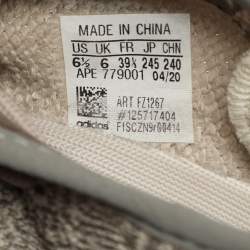 MADE IN CHINA
US UK FR JP CHN
6½ 6 39⅓ 245 240
APE 779001 04/20
ART FZ1267
#125717404
adidas F1SCZN9r00414